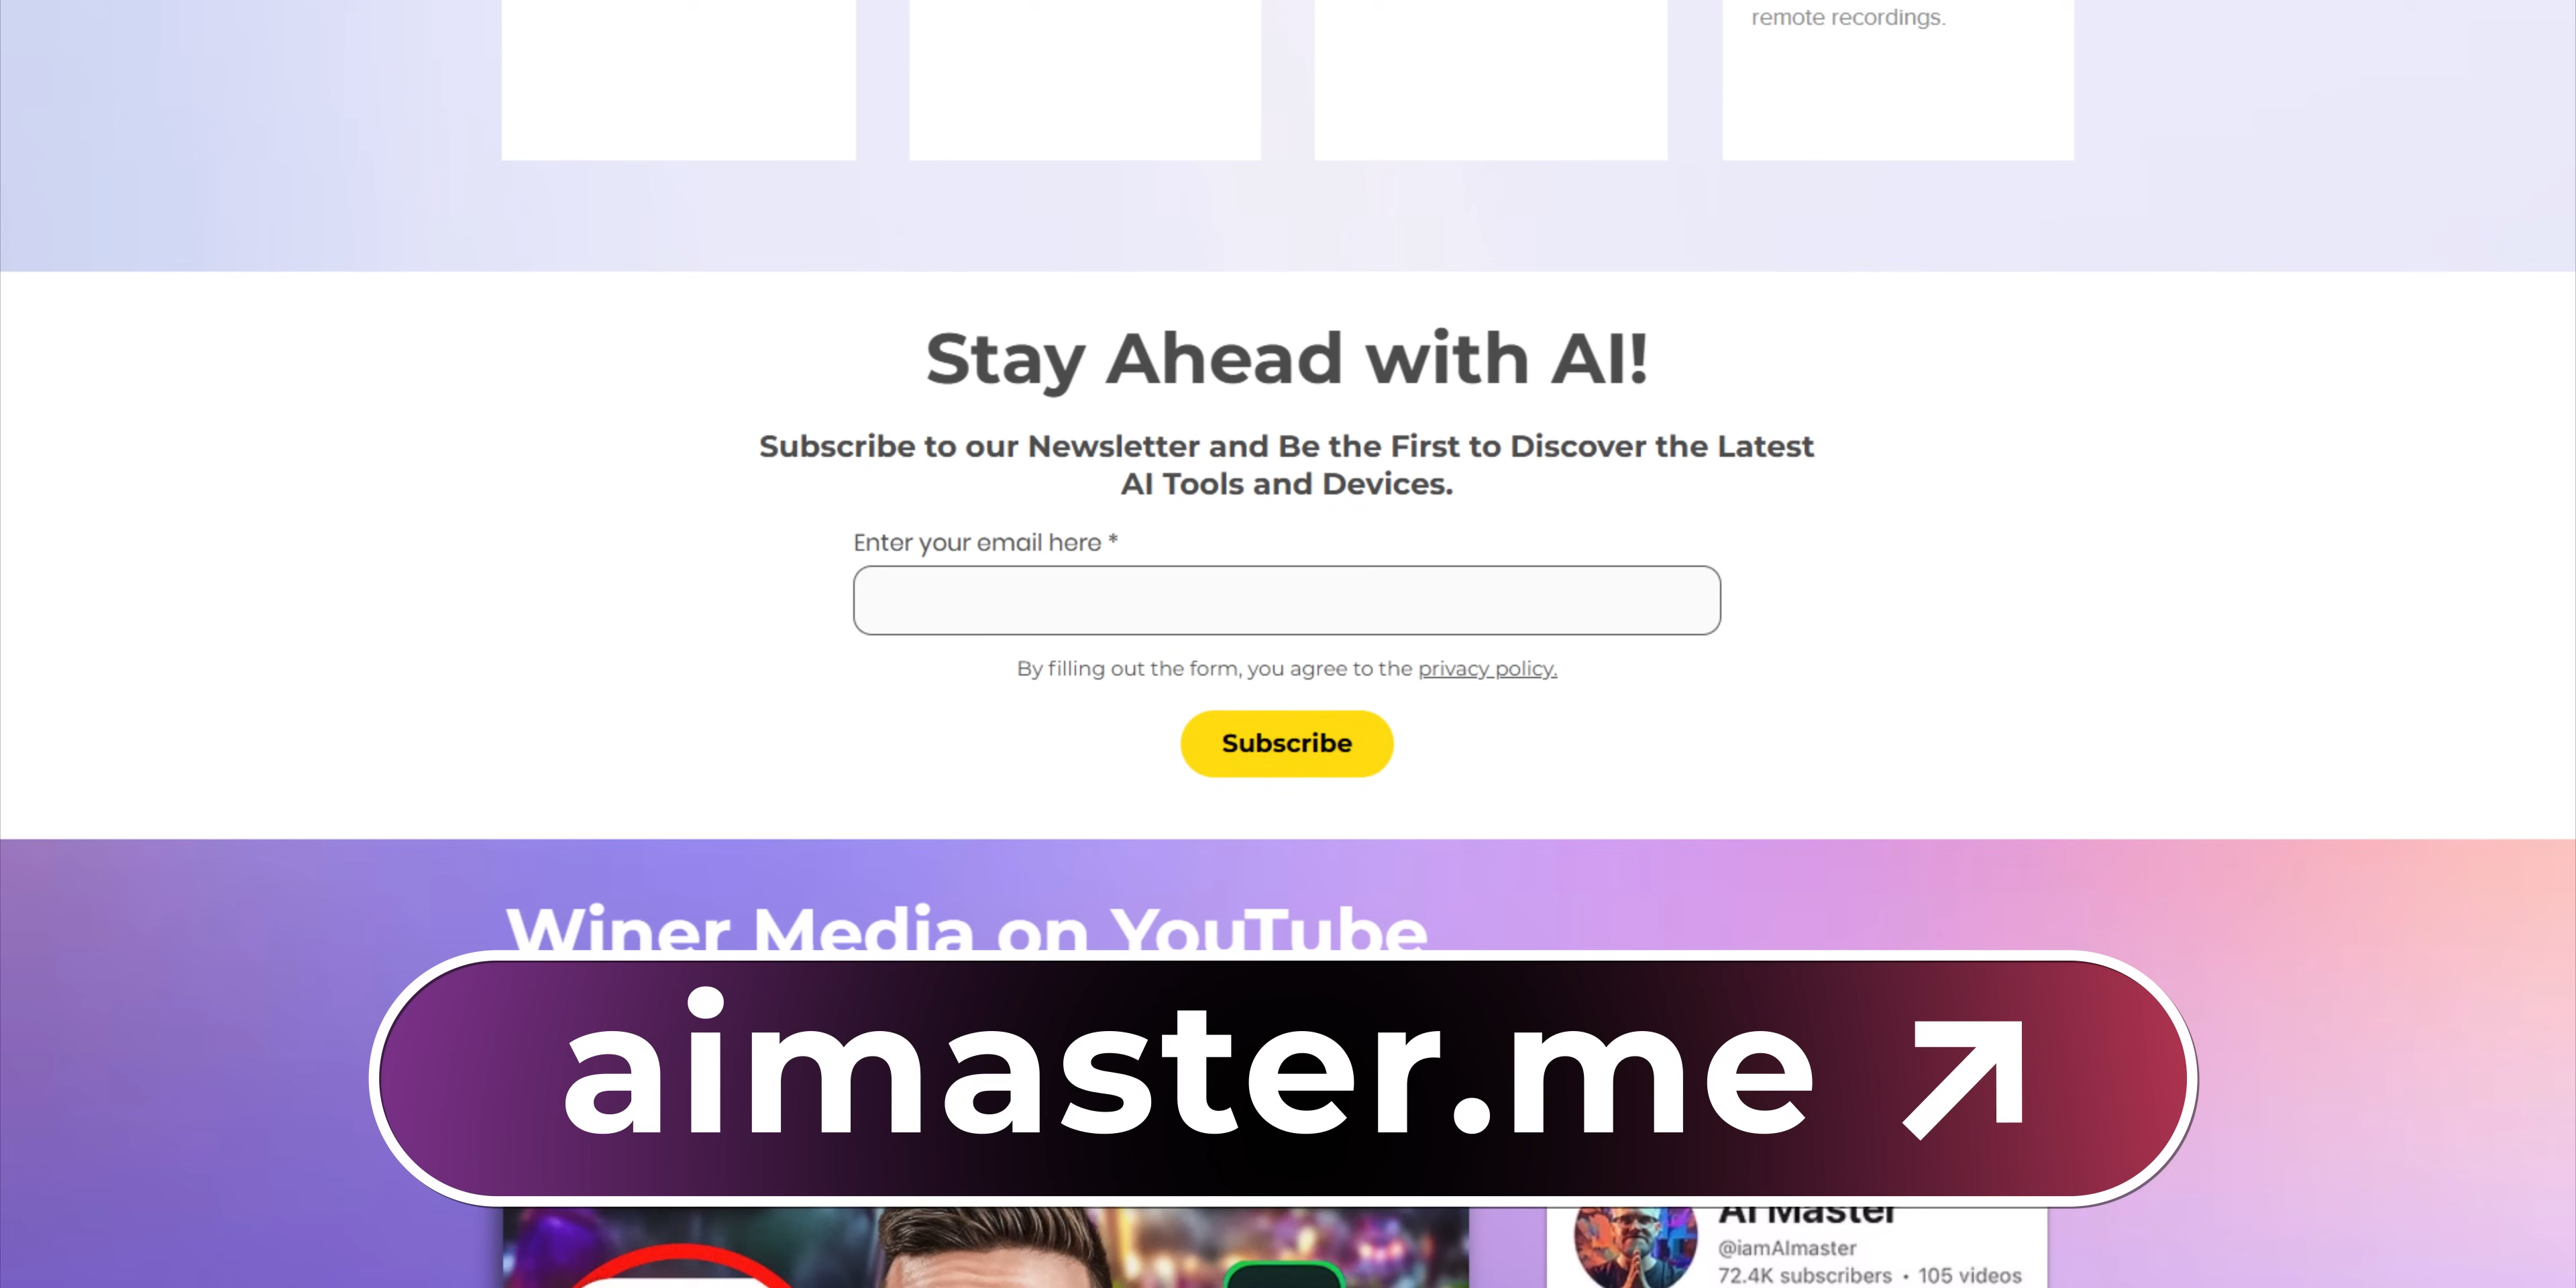 remote recordings.
Stay Ahead with AI!
Subscribe to our Newsletter and Be the First to Discover the Latest
AI Tools and Devices.
Enter your email here *
By filling out the form, you agree to the privacy policy.
Subscribe
Winer Media on YouTube
aimaster.me
AI Master
@iamAImaster
72.4K subscribers • 105 videos